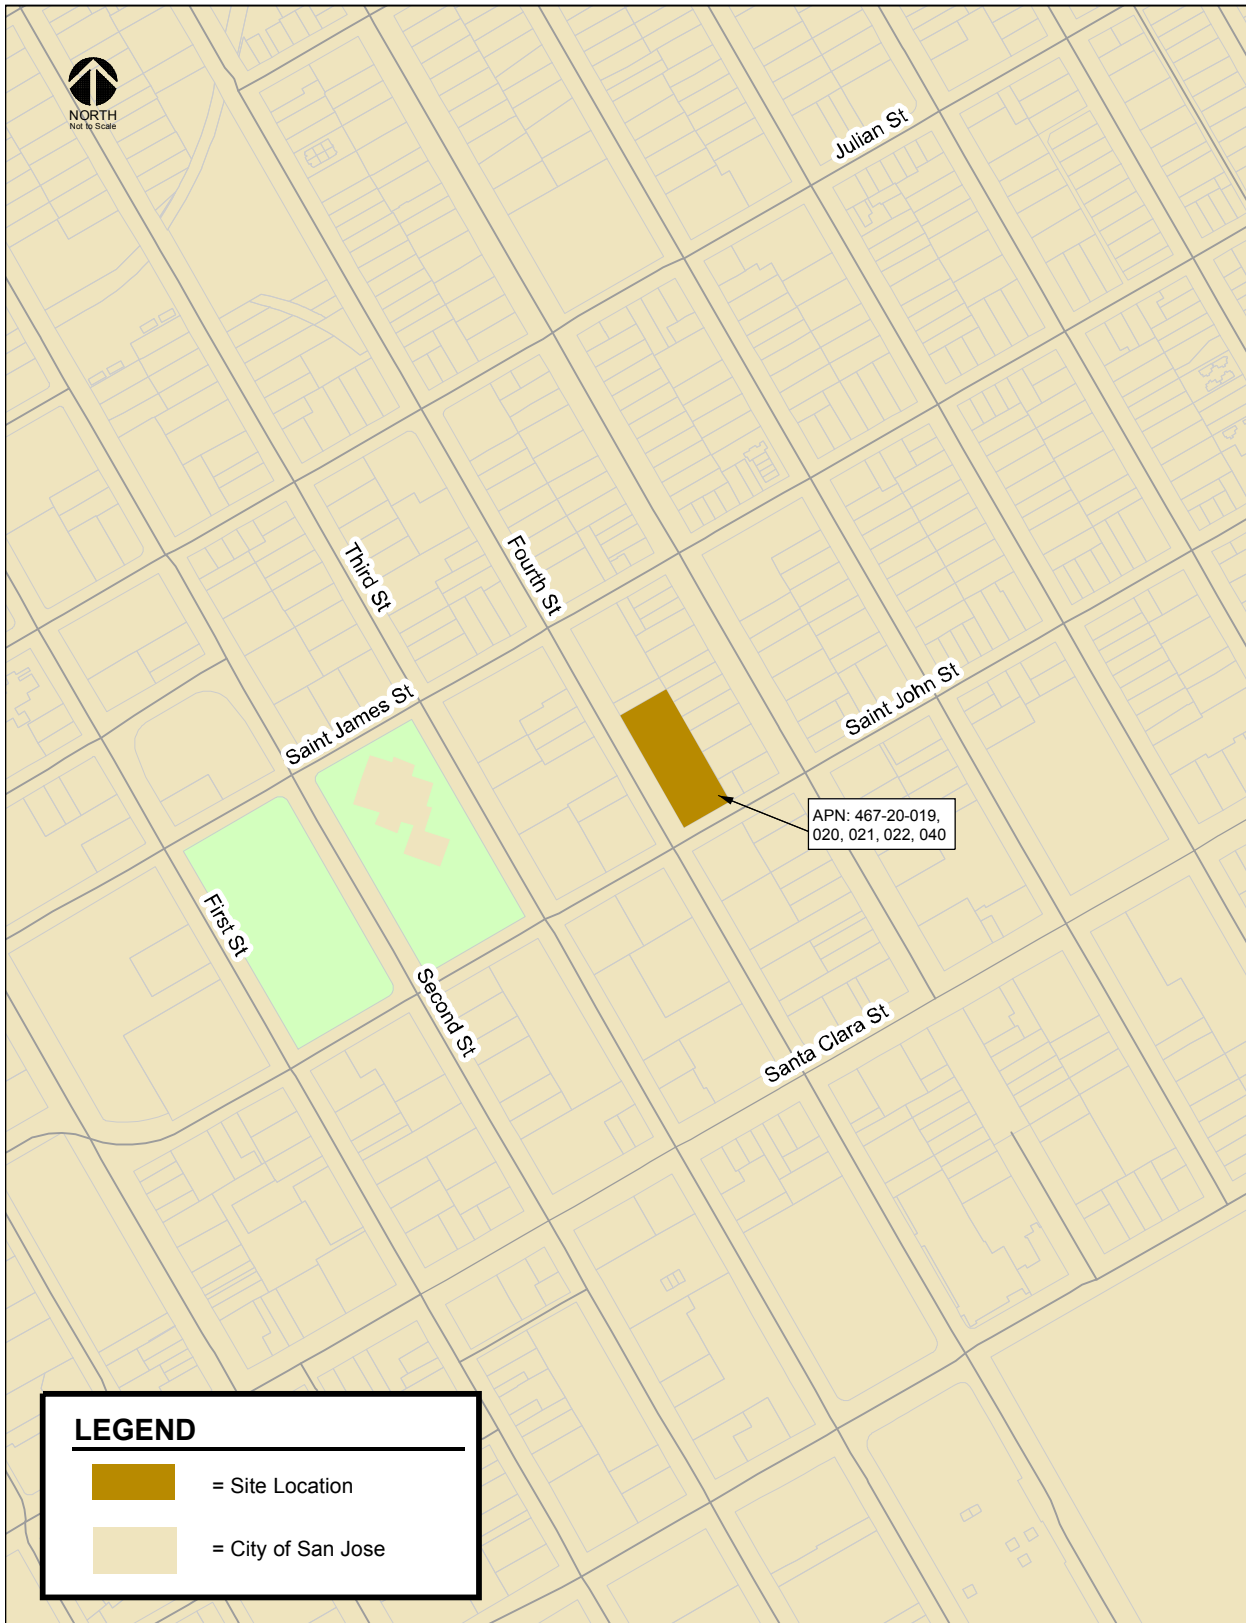 NORTH
Not to Scale
Julian St
Third St
Fourth St
Saint James St
Saint John St
APN: 467-20-019,
020, 021, 022, 040
First St
Second St
Santa Clara St
LEGEND
= Site Location
= City of San Jose